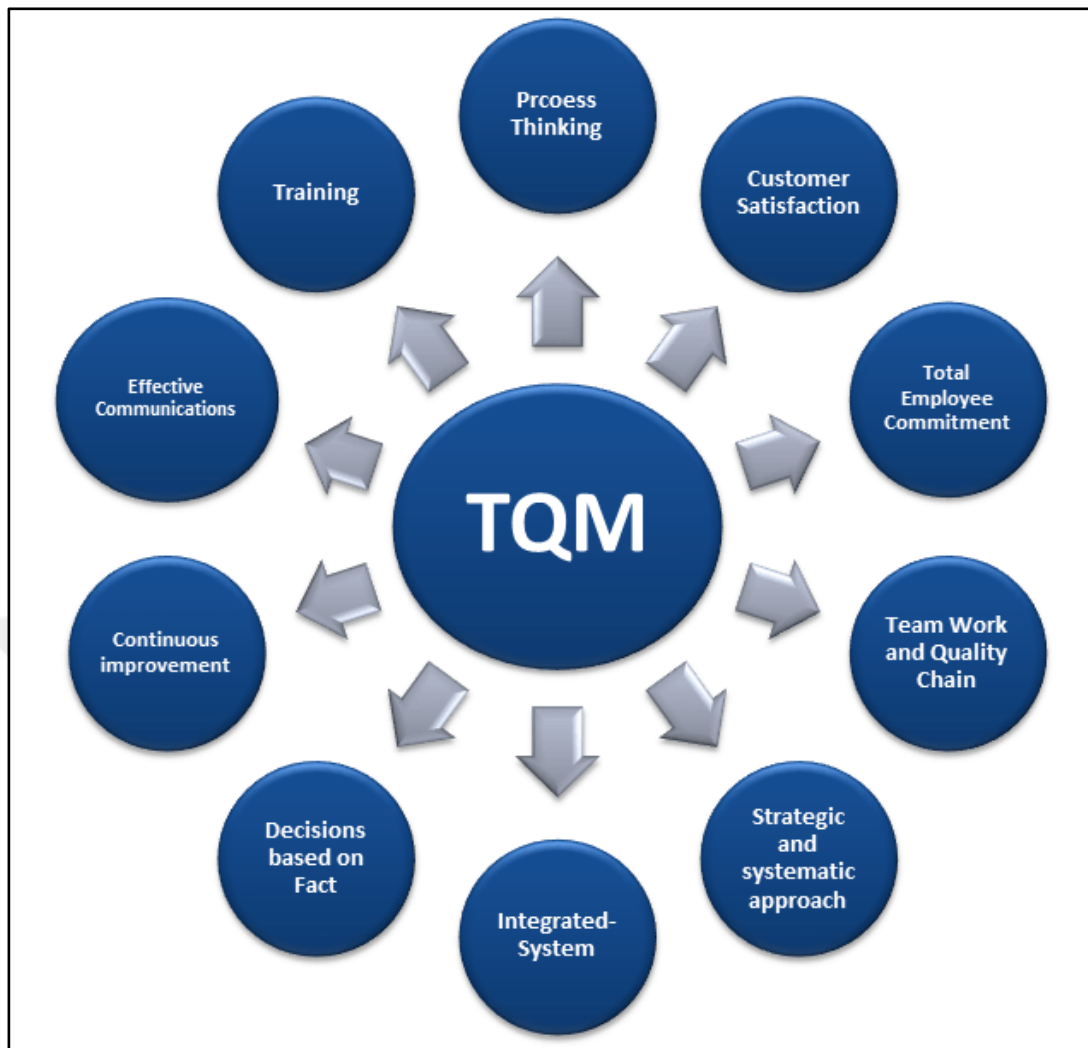 Prcoess
Thinking
Customer
Satisfaction
Total
Employee
Commitment
Team Work
and Quality
Chain
Strategic
and
systematic
approach
Integrated-
System
Decisions
based on
Fact
Continuous
improvement
Effective
Communications
Training
TQM